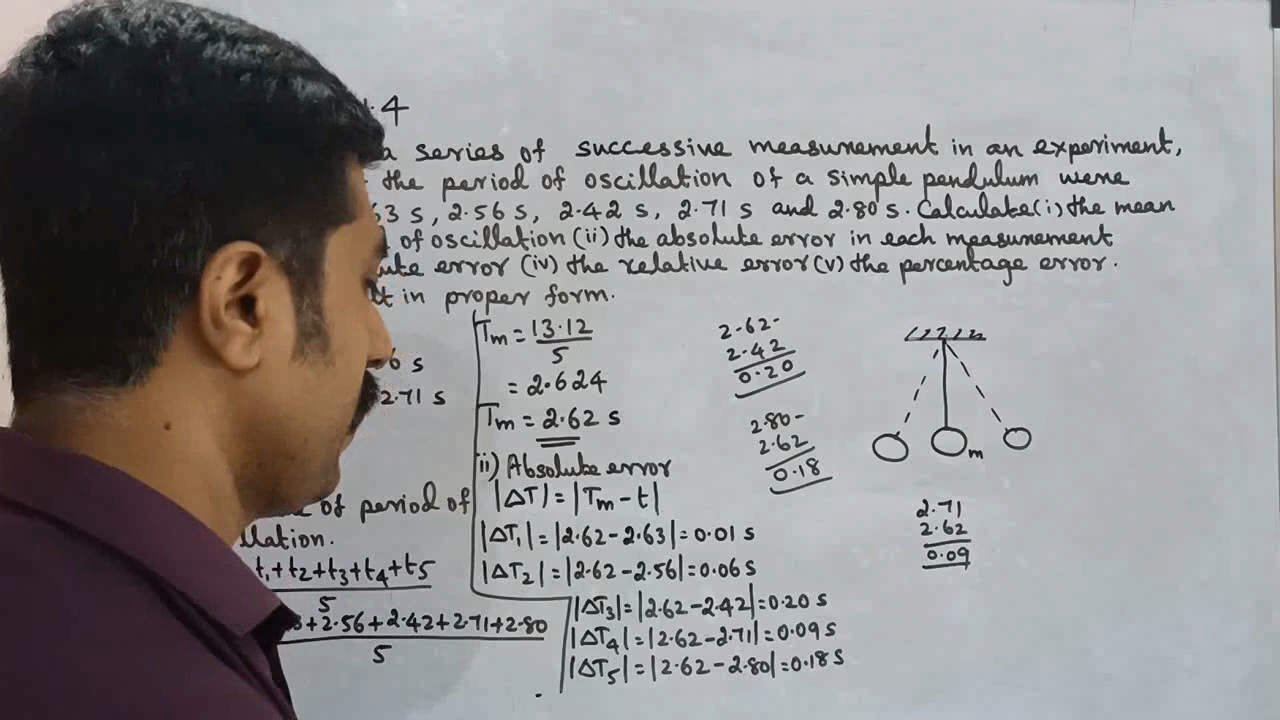 .4
a series of successive measurement in an experiment,
the period of oscillation of a simple pendulum were
63 s, 2.56 s, 2.42 s, 2.71 s and 2.80 s. Calculate (i) the mean
d of oscillation (ii) the absolute error in each measurement
ute error (iv) the relative error (v) the percentage error.
lt in proper form.
6 s
2.71 s
of period of
llation.
t1+t2+t3+t4+t5
5
+2.56+2.42+2.71+2.80
5
Tm = 13.12
5
= 2.624
Tm = 2.62 s
ii) Absolute error
|ΔT| = |Tm - t|
|ΔT1| = |2.62 - 2.63| = 0.01 s
|ΔT2| = |2.62 - 2.56| = 0.06 s
|ΔT3| = |2.62 - 2.42| = 0.20 s
|ΔT4| = |2.62 - 2.71| = 0.09 s
|ΔT5| = |2.62 - 2.80| = 0.18 s
2.62-
2.42
0.20
2.80-
2.62
0.18
m
2.71
2.62
0.09